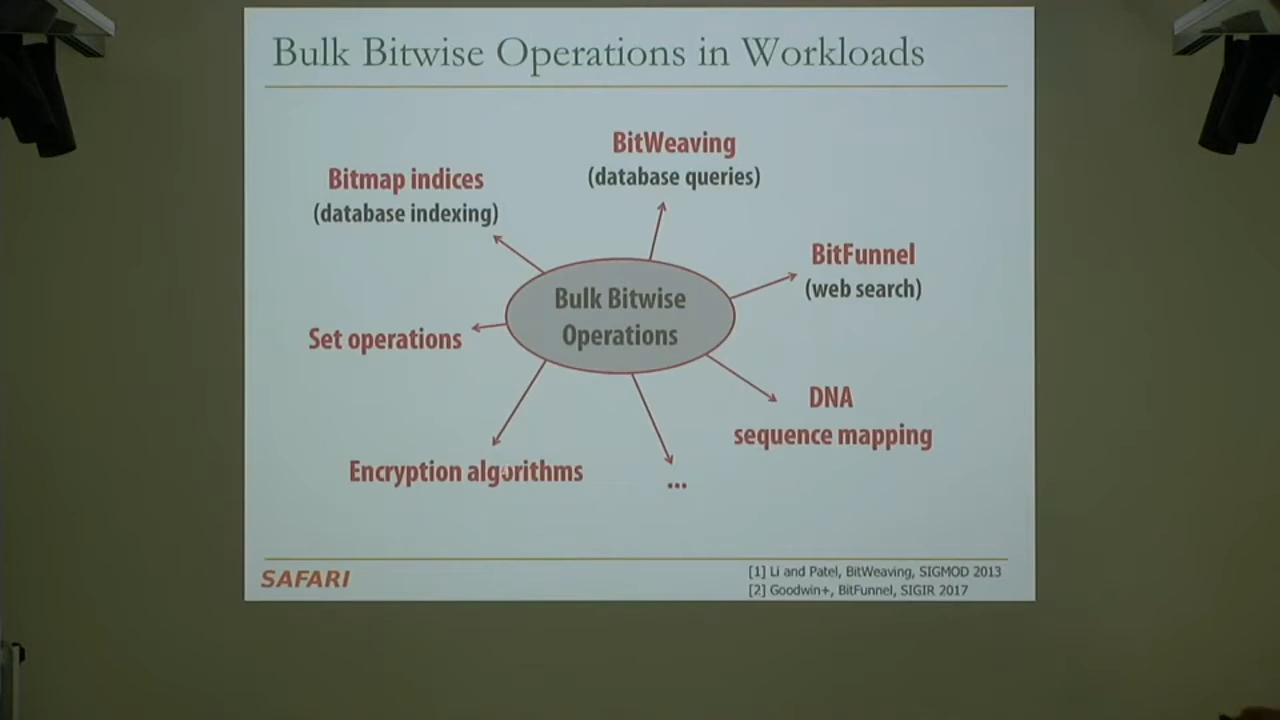 Bulk Bitwise Operations in Workloads
BitWeaving
(database queries)
Bitmap indices
(database indexing)
BitFunnel
(web search)
Bulk Bitwise
Operations
Set operations
DNA
sequence mapping
Encryption algorithms
...
SAFARI
[1] Li and Patel, BitWeaving, SIGMOD 2013
[2] Goodwin+, BitFunnel, SIGIR 2017